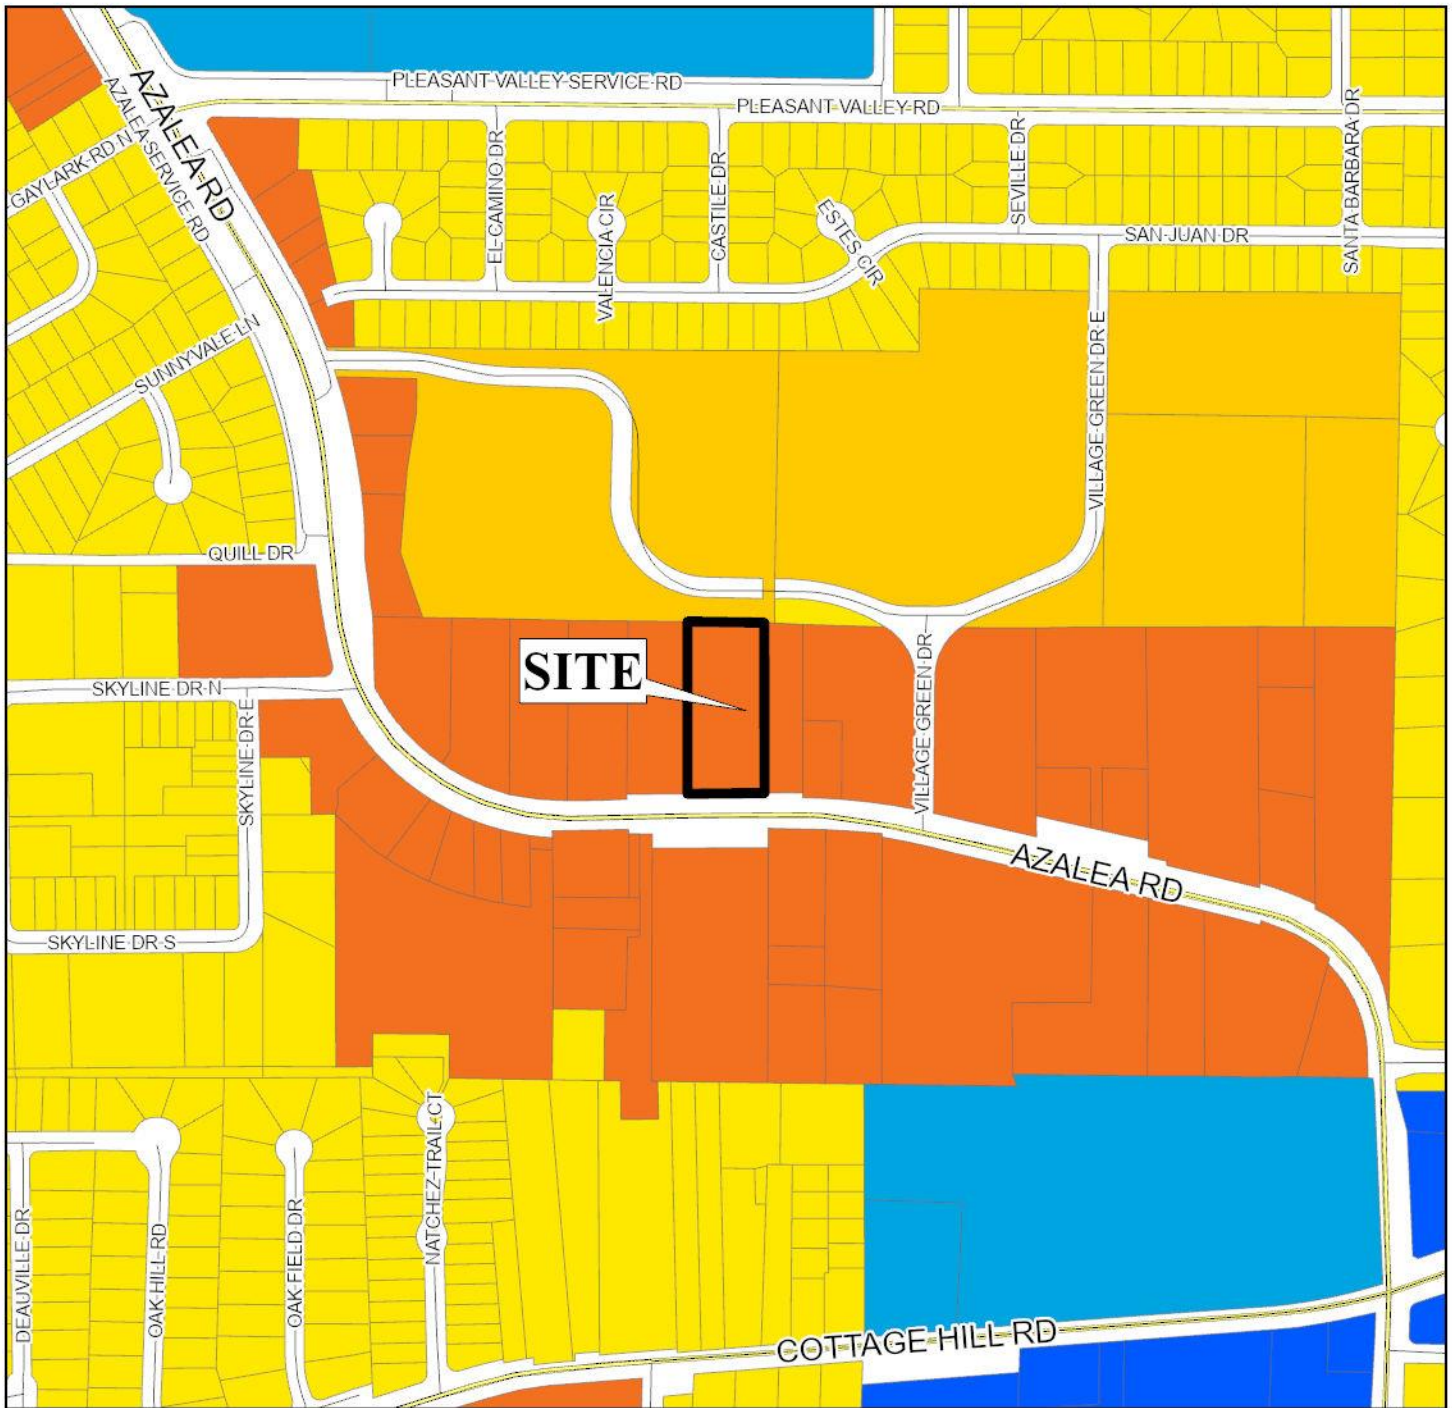 PLEASANT VALLEY SERVICE RD
PLEASANT VALLEY RD
AZALEA RD
AZALEA SERVICE RD
GAYLARK RD N
EL CAMINO DR
VALENCIA CIR
CASTILE DR
ESTES CIR
SEVILLE DR
SANTA BARBARA DR
SAN JUAN DR
SUNNYVALE LN
VILLAGE GREEN DR E
QUILL DR
SITE
SKYLINE DR N
SKYLINE DR E
VILLAGE GREEN DR
AZALEA RD
SKYLINE DR S
NATCHEZ TRAIL CT
DEAUVILLE DR
OAK HILL RD
OAK FIELD DR
COTTAGE HILL RD